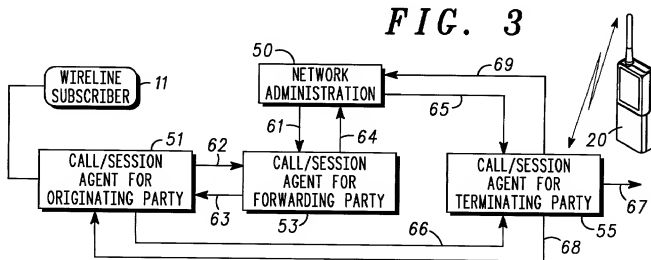 FIG. 3
50
69
WIRELINE
SUBSCRIBER
11
NETWORK
ADMINISTRATION
65
51
61
64
20
62
CALL/SESSION
AGENT FOR
ORIGINATING PARTY
CALL/SESSION
AGENT FOR
FORWARDING PARTY
CALL/SESSION
AGENT FOR
TERMINATING PARTY
63
53
67
66
68
55